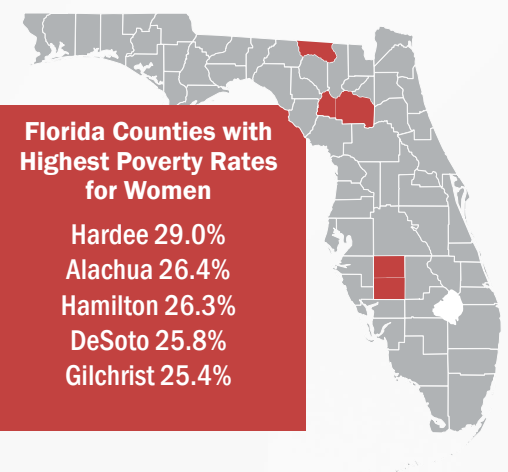 Florida Counties with
Highest Poverty Rates
for Women
Hardee 29.0%
Alachua 26.4%
Hamilton 26.3%
DeSoto 25.8%
Gilchrist 25.4%